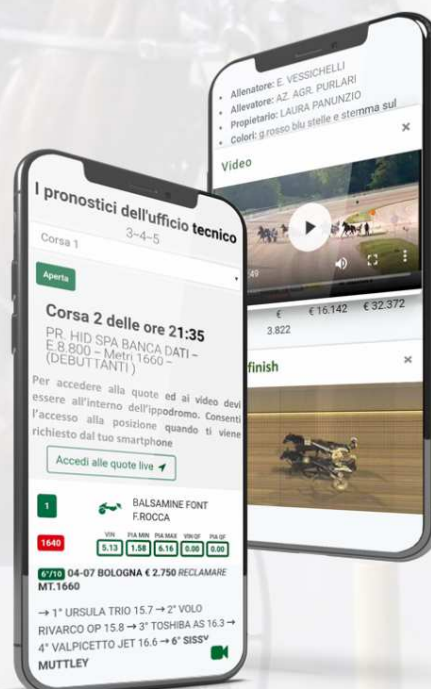 I pronostici dell'ufficio tecnico
3-4-5
Corsa 1
Aperta
Corsa 2 delle ore 21:35
PR. HID SPA BANCA DATI –
E.8.800 – Metri 1660 –
(DEBUTTANTI )
Per accedere alla quote ed ai video devi
essere all'interno dell'ippodromo. Consenti
l'accesso alla posizione quando ti viene
richiesto dal tuo smartphone
Accedi alle quote live
1
BALSAMINE FONT
F.ROCCA
1640
VIN PIA MIN PIA MAX VIN QF PIA QF
5.13 1.58 6.16 0.00 0.00
6°/10 04-07 BOLOGNA € 2.750 RECLAMARE
MT.1660
→ 1° URSULA TRIO 15.7 → 2° VOLO
RIVARCO OP 15.8 → 3° TOSHIBA AS 16.3 →
4° VALPICETTO JET 16.6 → 6° SISSY
MUTTLEY
• Allenatore: E. VESSICHELLI
• Allevatore: AZ. AGR. PURLARI
• Propietario: LAURA PANUNZIO
• Colori: g.rosso blu stelle e stemma sul
Video
×
:49
€ € 16.142 € 32.372
3.822
finish
×